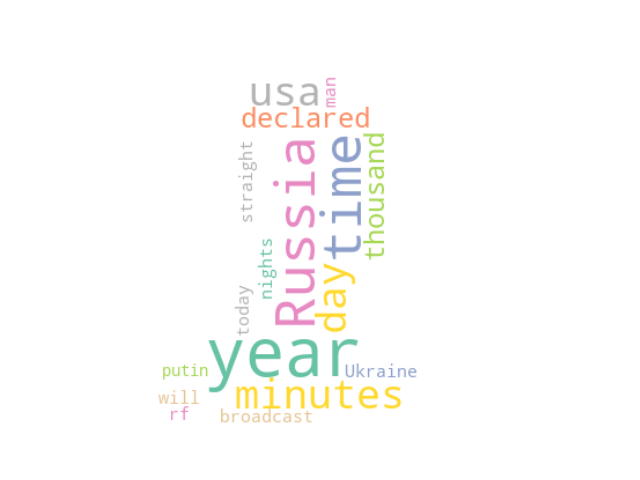 usa
man
declared
straight
Russia
time
thousand
nights
day
today
year
putin
Ukraine
will
minutes
rf
broadcast